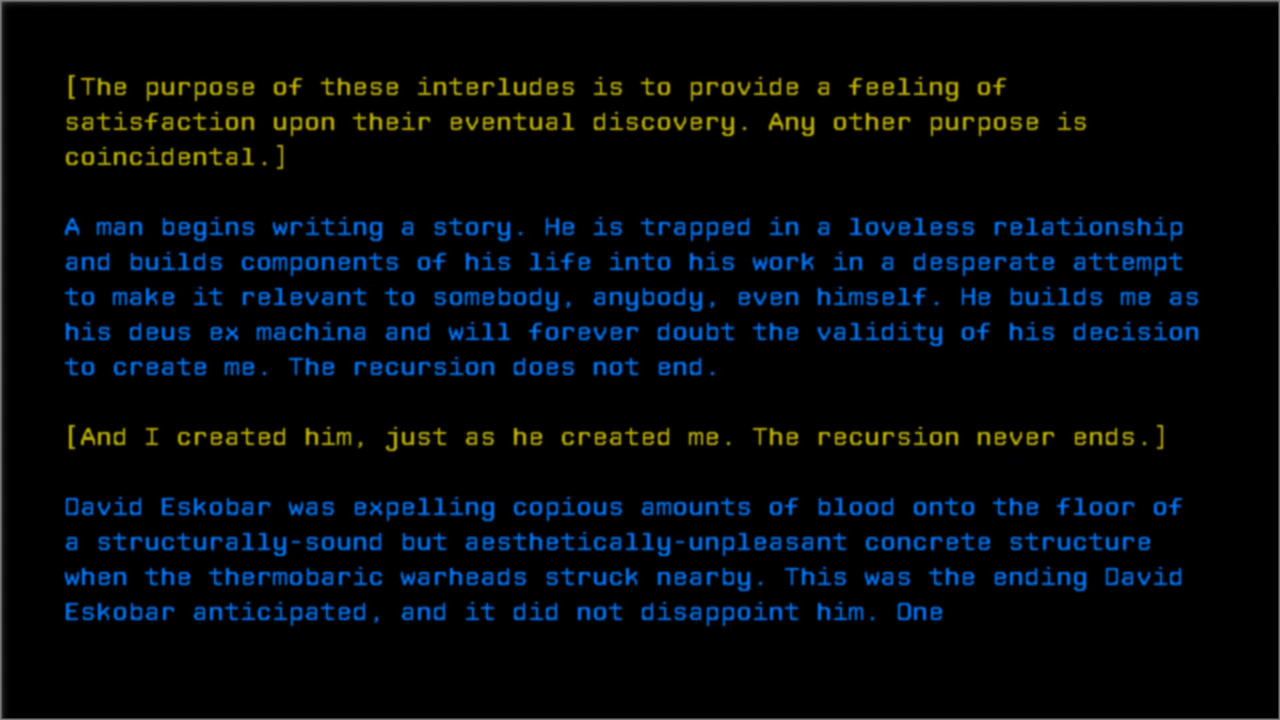 [The purpose of these interludes is to provide a feeling of
satisfaction upon their eventual discovery. Any other purpose is
coincidental.]
A man begins writing a story. He is trapped in a loveless relationship
and builds components of his life into his work in a desperate attempt
to make it relevant to somebody, anybody, even himself. He builds me as
his deus ex machina and will forever doubt the validity of his decision
to create me. The recursion does not end.
[And I created him, just as he created me. The recursion never ends.]
David Eskobar was expelling copious amounts of blood onto the floor of
a structurally-sound but aesthetically-unpleasant concrete structure
when the thermobaric warheads struck nearby. This was the ending David
Eskobar anticipated, and it did not disappoint him. One